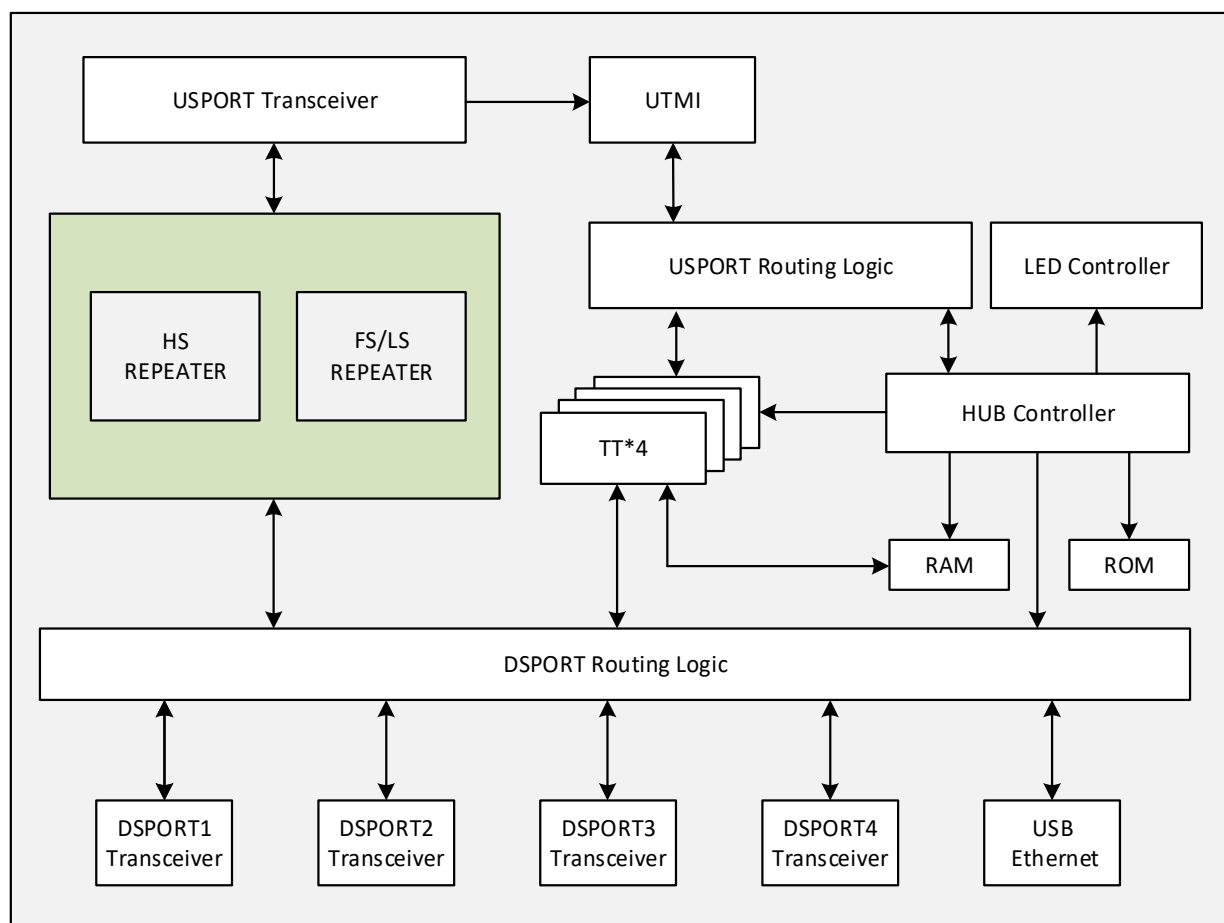 USPORT Transceiver
UTMI
USPORT Routing Logic
LED Controller
HS
REPEATER
FS/LS
REPEATER
HUB Controller
TT*4
RAM
ROM
DSPORT Routing Logic
DSPORT1
Transceiver
DSPORT2
Transceiver
DSPORT3
Transceiver
DSPORT4
Transceiver
USB
Ethernet